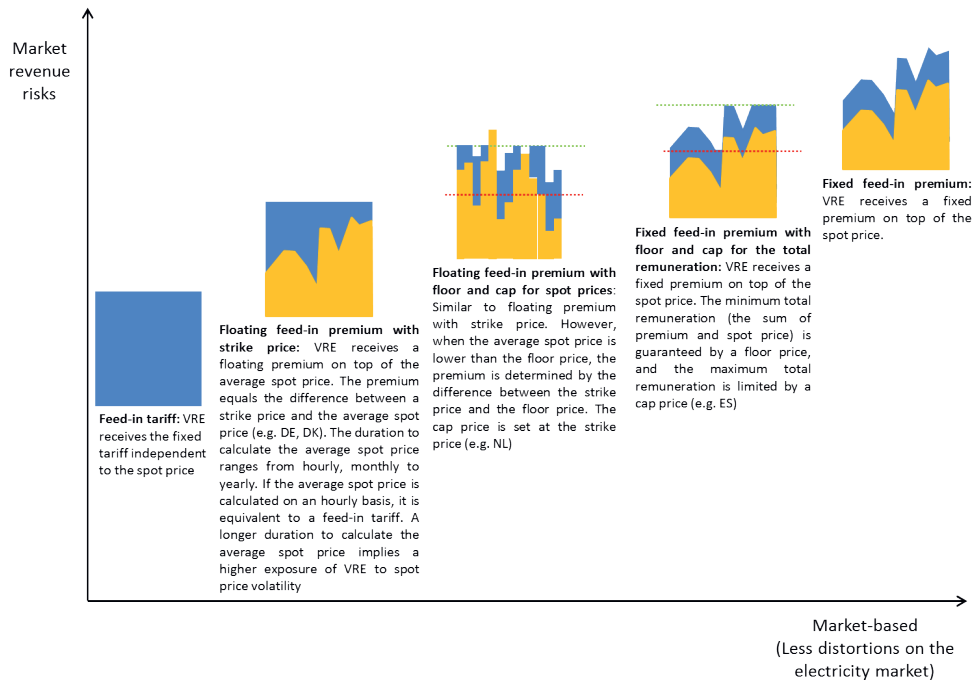 Market
revenue
risks
Feed-in tariff: VRE
receives the fixed
tariff independent
to the spot price
Floating feed-in premium with
strike price: VRE receives a
floating premium on top of the
average spot price. The premium
equals the difference between a
strike price and the average spot
price (e.g. DE, DK). The duration to
calculate the average spot price
ranges from hourly, monthly to
yearly. If the average spot price is
calculated on an hourly basis, it is
equivalent to a feed-in tariff. A
longer duration to calculate the
average spot price implies a
higher exposure of VRE to spot
price volatility
Floating feed-in premium with
floor and cap for spot prices:
Similar to floating premium
with strike price. However,
when the average spot price is
lower than the floor price, the
premium is determined by the
difference between the strike
price and the floor price. The
cap price is set at the strike
price (e.g. NL)
Fixed feed-in premium with
floor and cap for the total
remuneration: VRE receives a
fixed premium on top of the
spot price. The minimum total
remuneration (the sum of
premium and spot price) is
guaranteed by a floor price,
and the maximum total
remuneration is limited by a
cap price (e.g. ES)
Fixed feed-in premium:
VRE receives a fixed
premium on top of the
spot price.
Market-based
(Less distortions on the
electricity market)